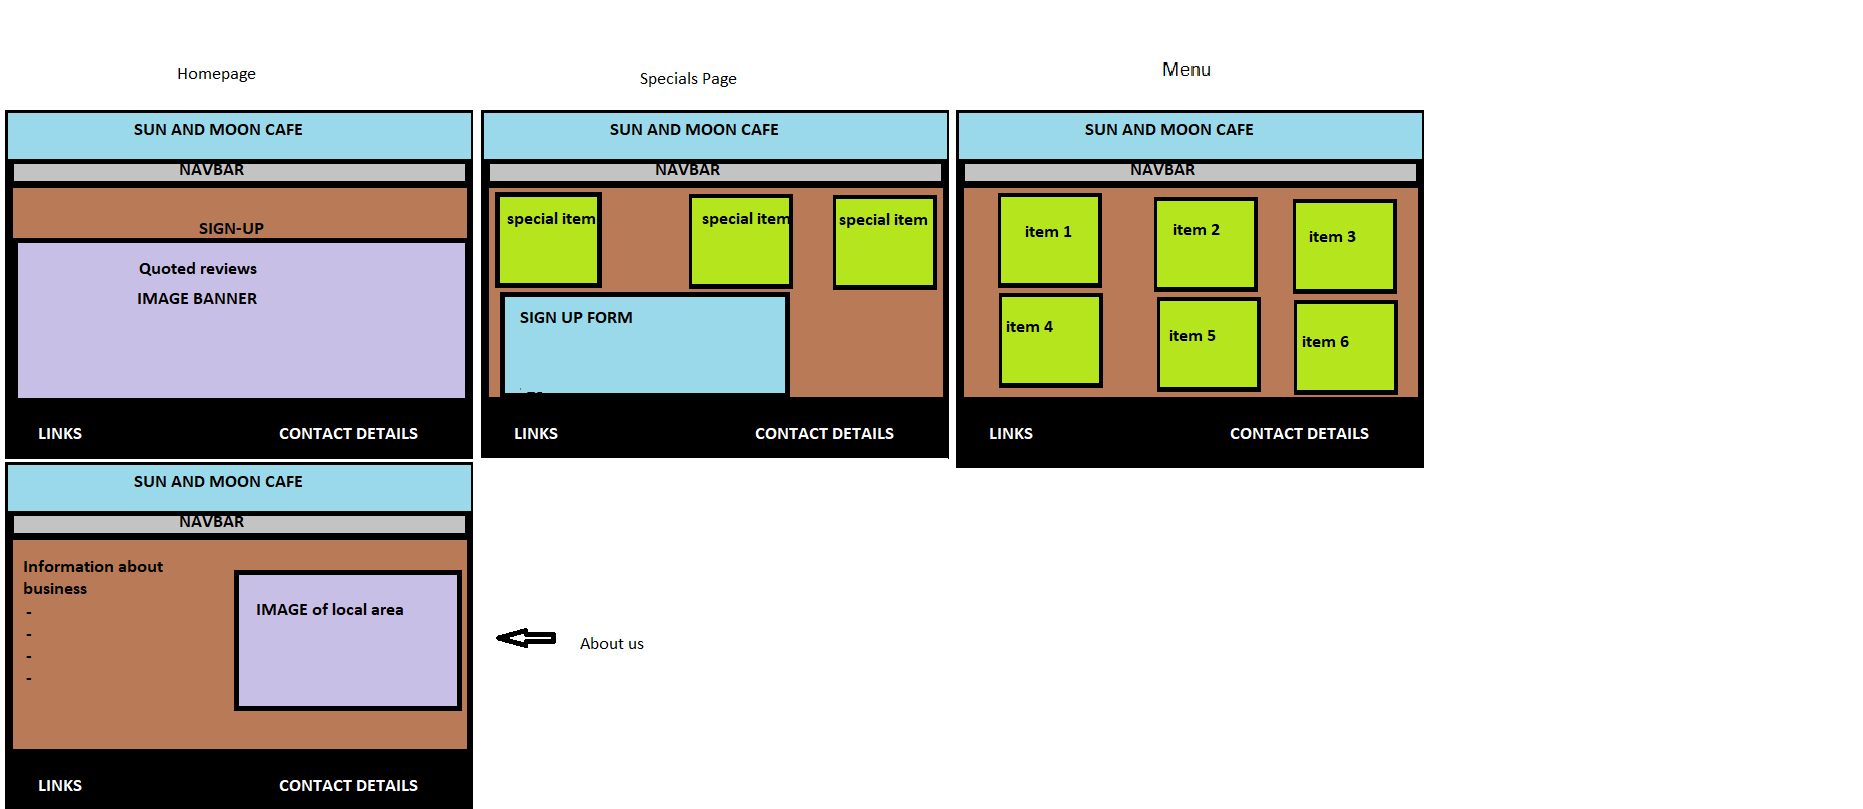 Homepage
Specials Page
Menu
SUN AND MOON CAFE
NAVBAR
SIGN-UP
Quoted reviews
IMAGE BANNER
LINKS
CONTACT DETAILS
SUN AND MOON CAFE
NAVBAR
special item
special item
special item
SIGN UP FORM
LINKS
CONTACT DETAILS
SUN AND MOON CAFE
NAVBAR
item 1
item 2
item 3
item 4
item 5
item 6
LINKS
CONTACT DETAILS
SUN AND MOON CAFE
NAVBAR
Information about
business
-
-
-
-
IMAGE of local area
About us
LINKS
CONTACT DETAILS